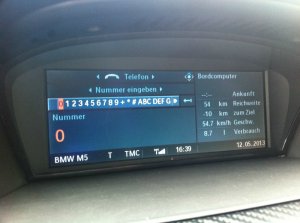 Telefon
Nummer eingeben
0 1 2 3 4 5 6 7 8 9 + * # ABC DEF G
Nummer
0
BMW M5 T TMC 16:39
Bordcomputer
--:-- Ankunft
54 km Reichweite
-10 km zum Ziel
54.7 km/h Geschw.
8.7 l Verbrauch
12.05.2013